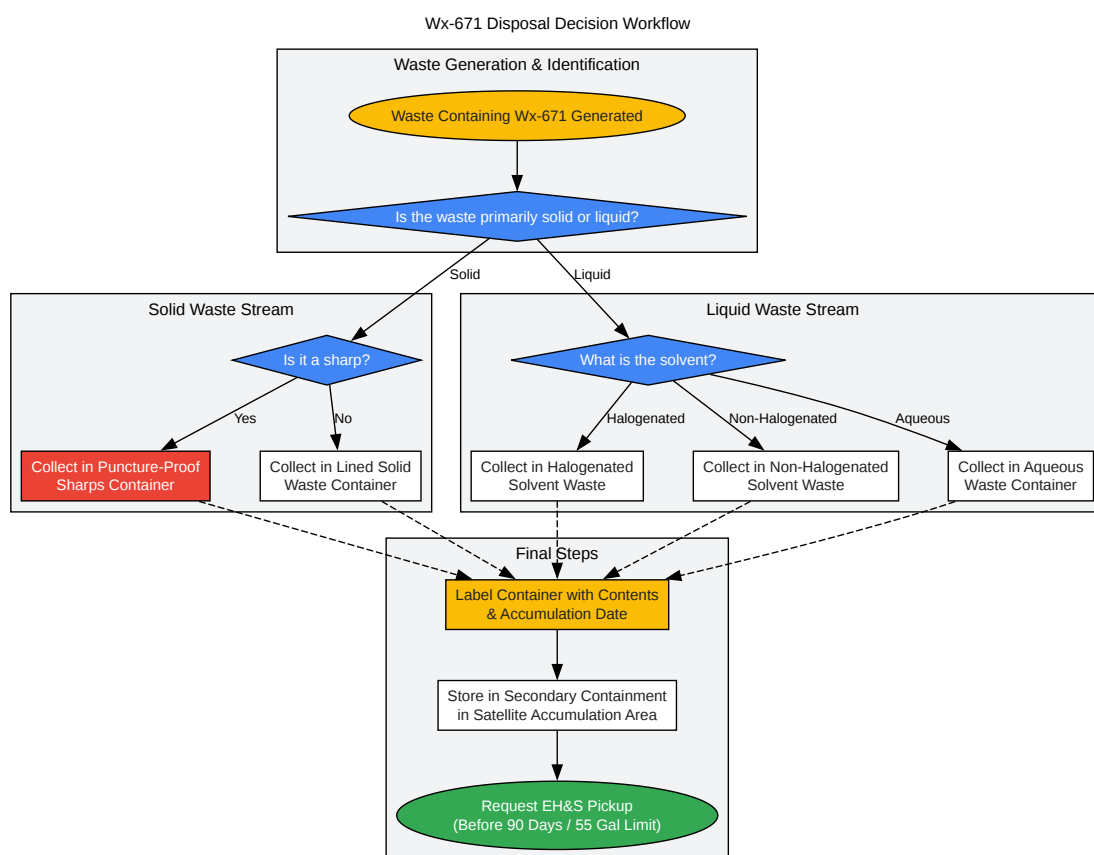 Wx-671 Disposal Decision Workflow
Waste Generation & Identification
Waste Containing Wx-671 Generated
Is the waste primarily solid or liquid?
Solid
Liquid
Solid Waste Stream
Is it a sharp?
Yes
No
Collect in Puncture-Proof
Sharps Container
Collect in Lined Solid
Waste Container
Liquid Waste Stream
What is the solvent?
Halogenated
Non-Halogenated
Aqueous
Collect in Halogenated
Solvent Waste
Collect in Non-Halogenated
Solvent Waste
Collect in Aqueous
Waste Container
Final Steps
Label Container with Contents
& Accumulation Date
Store in Secondary Containment
in Satellite Accumulation Area
Request EH&S Pickup
(Before 90 Days / 55 Gal Limit)